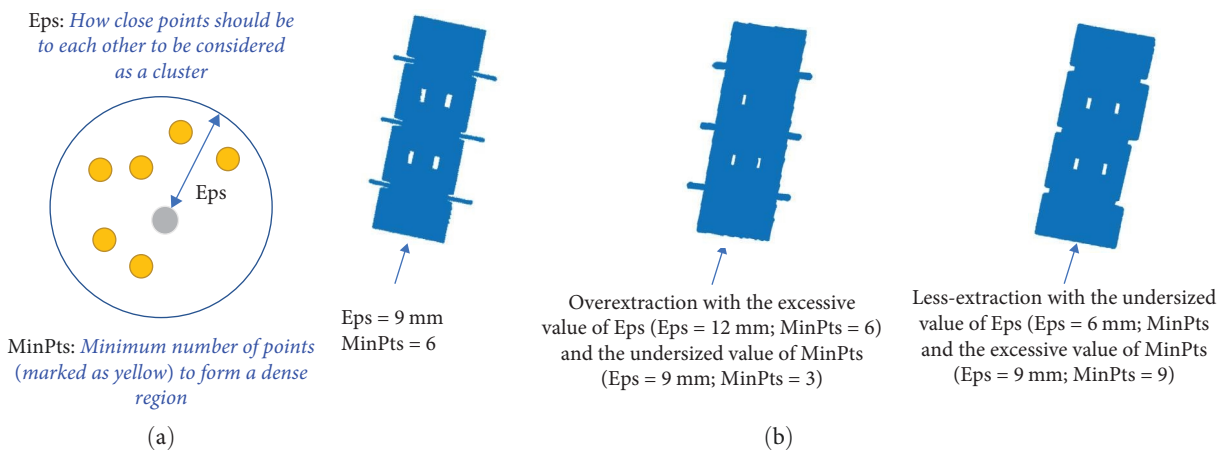 Eps: How close points should be
to each other to be considered
as a cluster
Eps
MinPts: Minimum number of points
(marked as yellow) to form a dense
region
(a)
Eps = 9 mm
MinPts = 6
Overextraction with the excessive
value of Eps (Eps = 12 mm; MinPts = 6)
and the undersized value of MinPts
(Eps = 9 mm; MinPts = 3)
Less-extraction with the undersized
value of Eps (Eps = 6 mm; MinPts
and the excessive value of MinPts
(Eps = 9 mm; MinPts = 9)
(b)